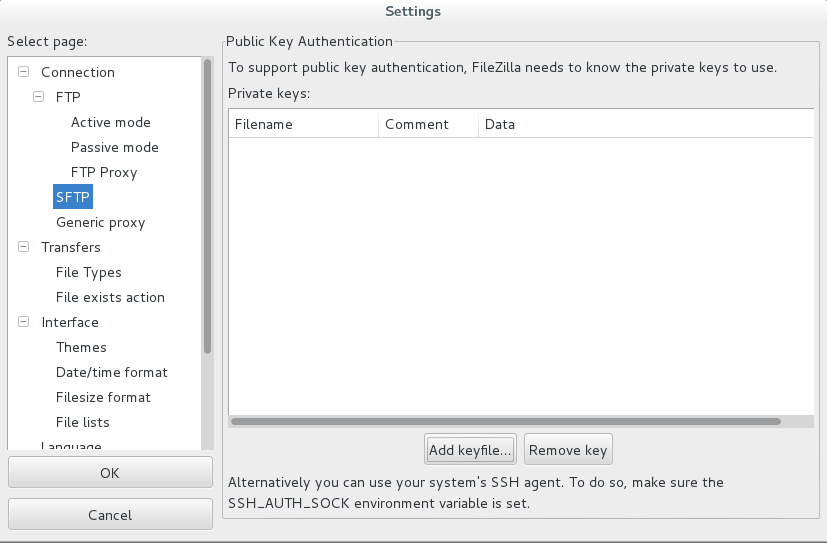 Settings
Select page:
Connection
FTP
Active mode
Passive mode
FTP Proxy
SFTP
Generic proxy
Transfers
File Types
File exists action
Interface
Themes
Date/time format
Filesize format
File lists
Language
OK
Cancel
Public Key Authentication
To support public key authentication, FileZilla needs to know the private keys to use.
Private keys:
Filename Comment Data
Add keyfile... Remove key
Alternatively you can use your system's SSH agent. To do so, make sure the
SSH_AUTH_SOCK environment variable is set.